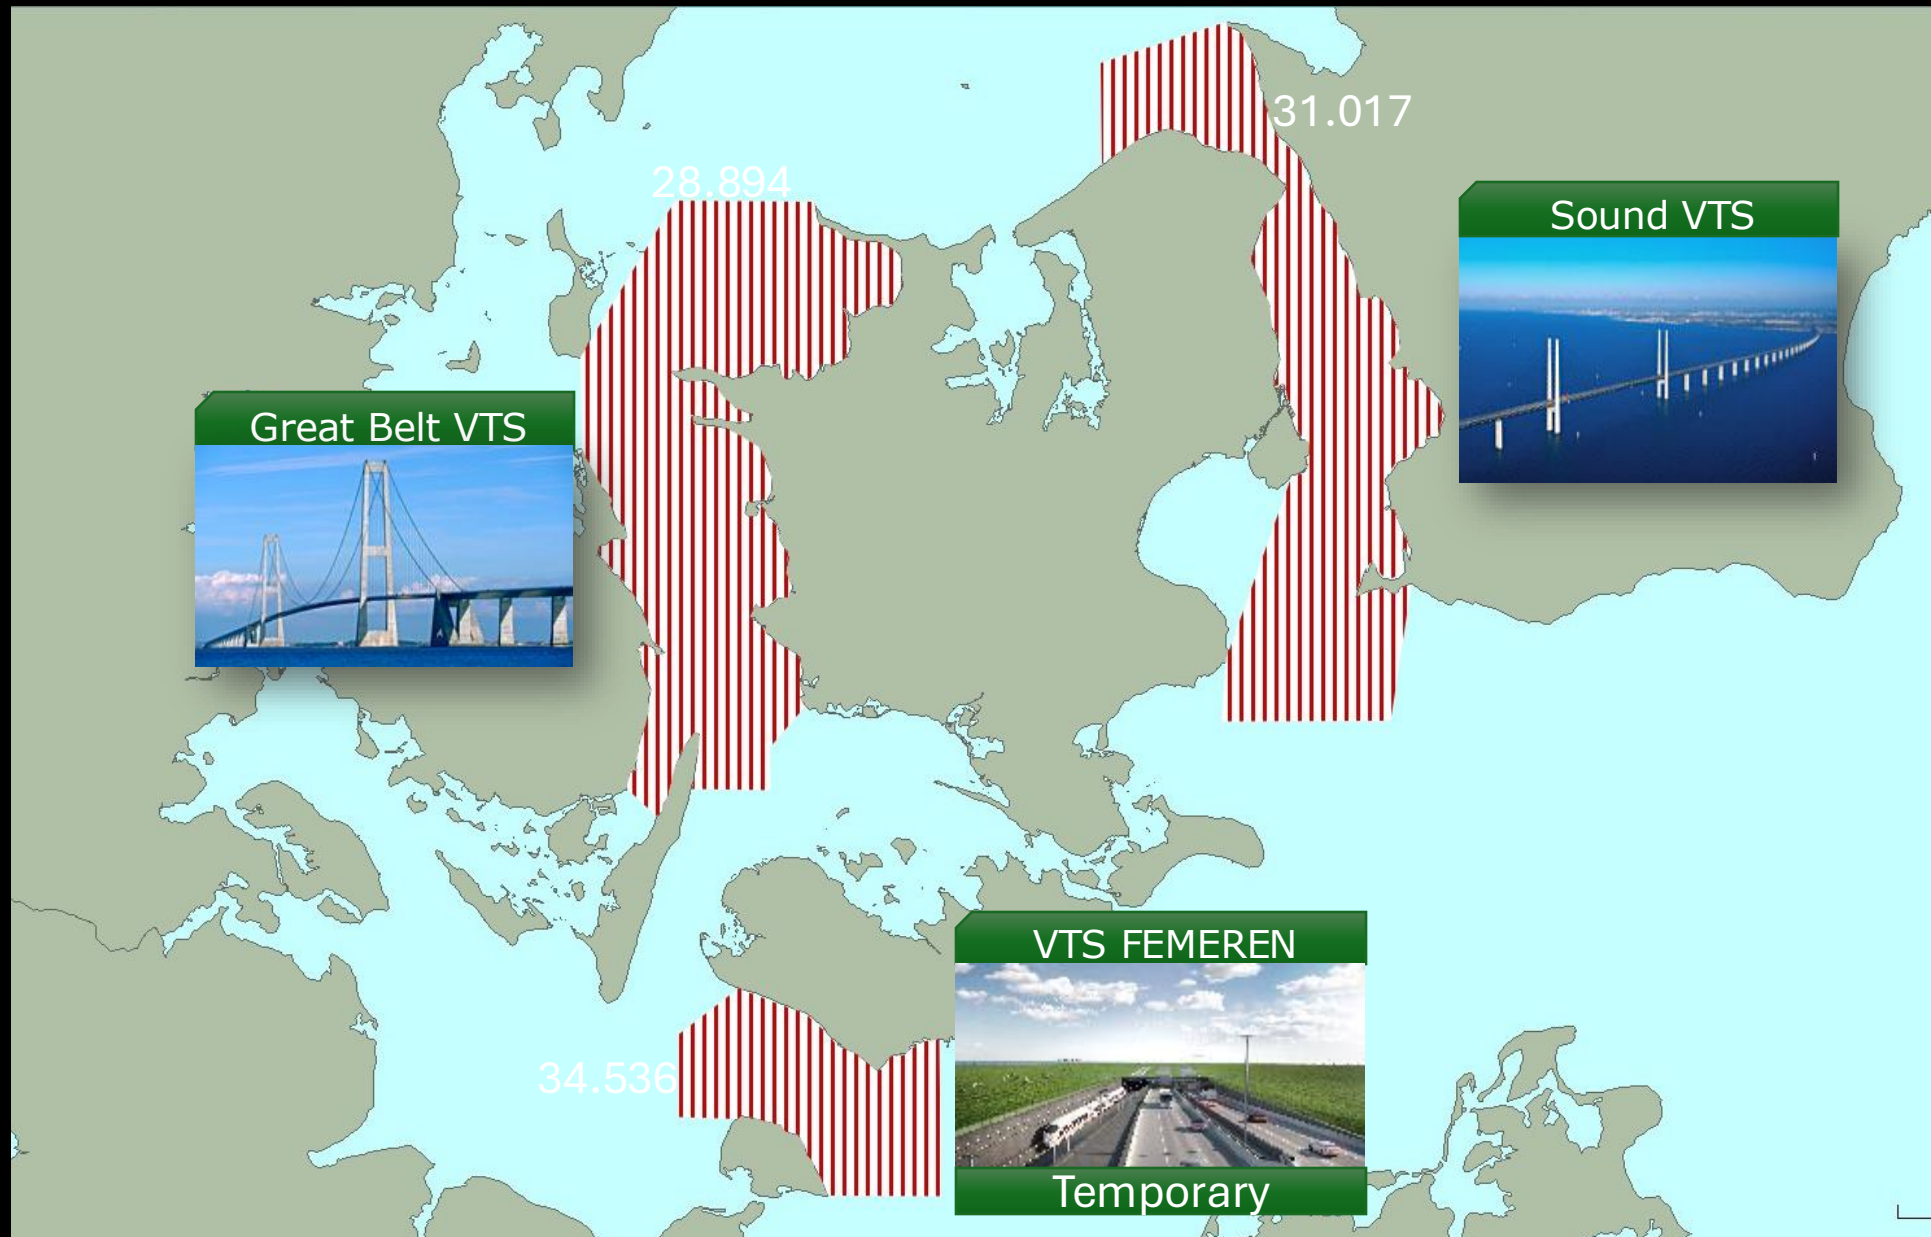 31.017
28.894
Sound VTS
Great Belt VTS
VTS FEMEREN
34.536
Temporary